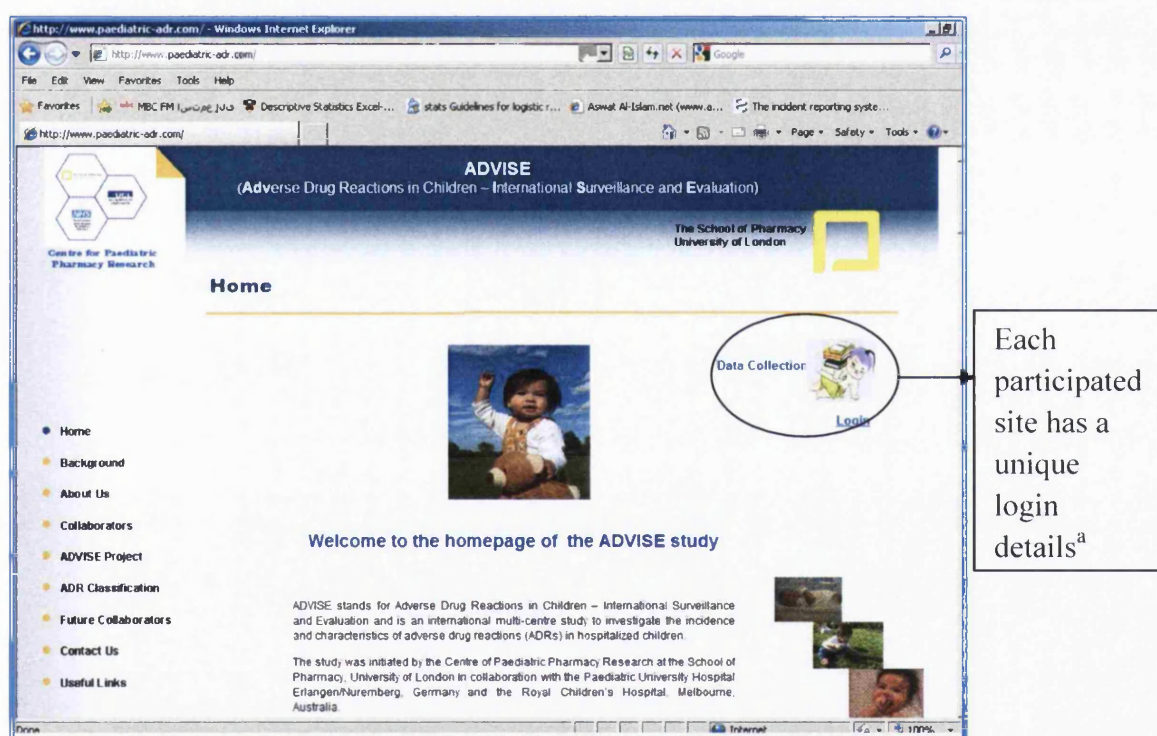 http://www.paediatric-adr.com/ - Windows Internet Explorer
http://www.paediatric-adr.com/
Google
File Edit View Favorites Tools Help
Favorites MBC FM Descriptive Statistics Excel-... stats Guidelines for logistic r... Aswat Al-Islam.net (www.a... The incident reporting syste...
http://www.paediatric-adr.com/
Page Safety Tools
ADVISE
(Adverse Drug Reactions in Children – International Surveillance and Evaluation)
The School of Pharmacy
University of London
Centre for Paediatric
Pharmacy Research
Home
Data Collection
Login
Each
participated
site has a
unique
login
detailsᵃ
Home
Background
About Us
Collaborators
ADVISE Project
ADR Classification
Future Collaborators
Contact Us
Useful Links
Welcome to the homepage of the ADVISE study
ADVISE stands for Adverse Drug Reactions in Children – International Surveillance
and Evaluation and is an international multi-centre study to investigate the incidence
and characteristics of adverse drug reactions (ADRs) in hospitalized children.
The study was initiated by the Centre of Paediatric Pharmacy Research at the School of
Pharmacy, University of London in collaboration with the Paediatric University Hospital
Erlangen/Nuremberg, Germany and the Royal Children's Hospital, Melbourne,
Australia.
Done
Internet
100%